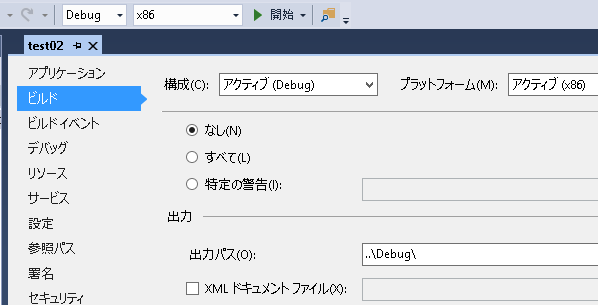 Debug x86 開始
test02
アプリケーション
ビルド
ビルド イベント
デバッグ
リソース
サービス
設定
参照パス
署名
セキュリティ
構成(C): アクティブ (Debug) プラットフォーム(M): アクティブ (x86)
なし(N)
すべて(L)
特定の警告(I):
出力
出力パス(O): ..\Debug\
XML ドキュメント ファイル(X):